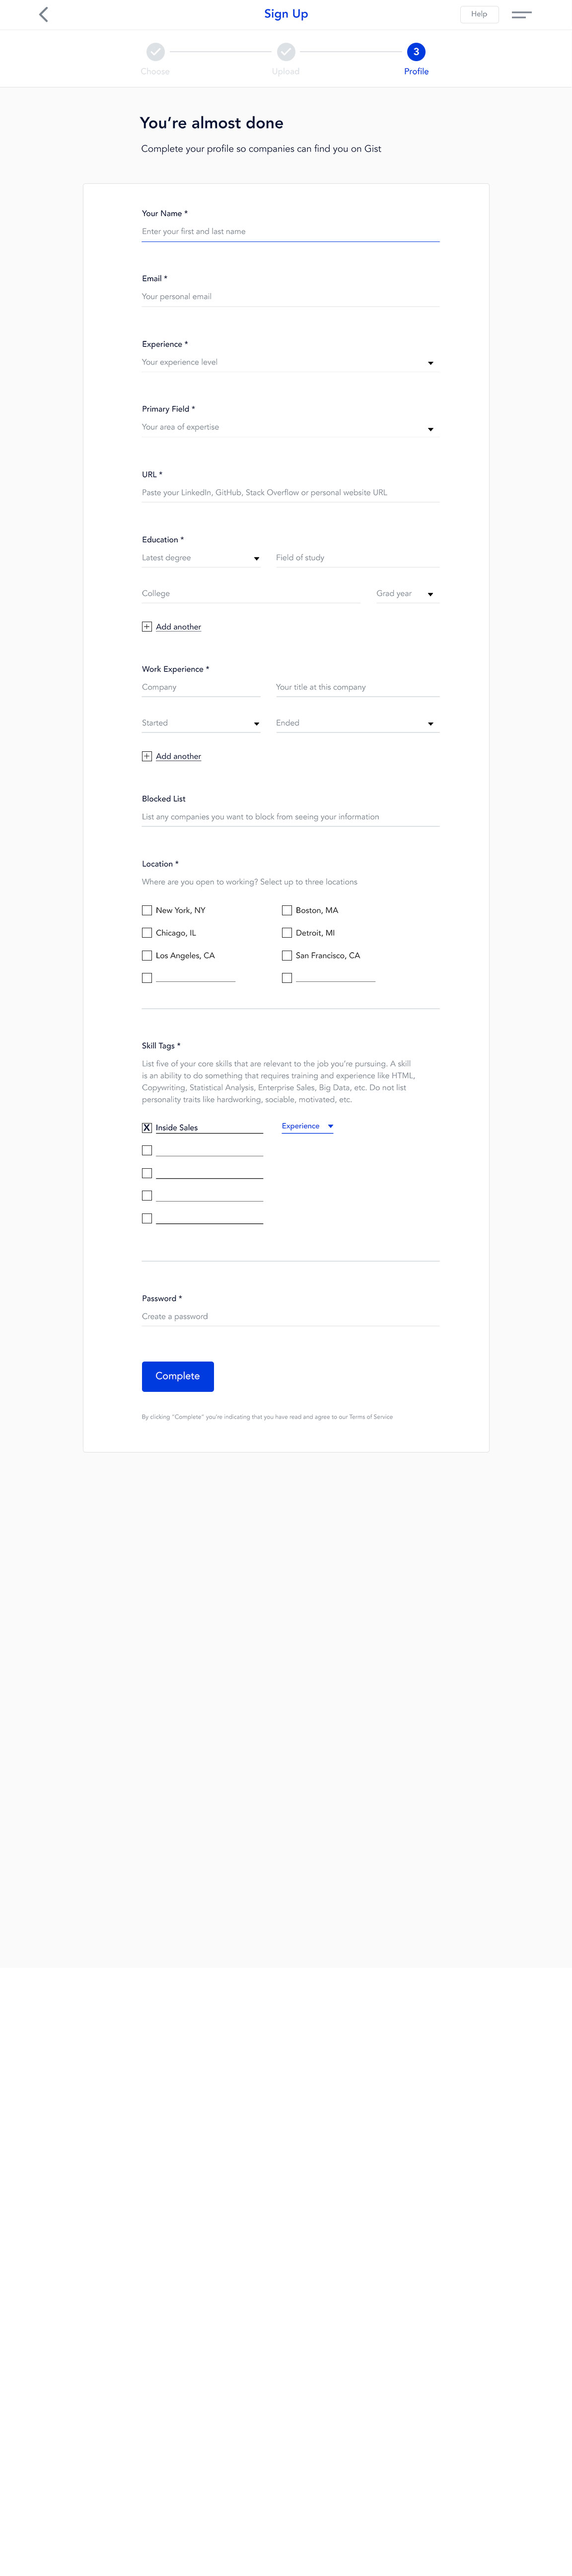 Sign Up
Help
3
Choose
Upload
Profile
You’re almost done
Complete your profile so companies can find you on Gist
Your Name *
Enter your first and last name
Email *
Your personal email
Experience *
Your experience level
Primary Field *
Your area of expertise
URL *
Paste your LinkedIn, GitHub, Stack Overflow or personal website URL
Education *
Latest degree
Field of study
College
Grad year
Add another
Work Experience *
Company
Your title at this company
Started
Ended
Add another
Blocked List
List any companies you want to block from seeing your information
Location *
Where are you open to working? Select up to three locations
New York, NY
Boston, MA
Chicago, IL
Detroit, MI
Los Angeles, CA
San Francisco, CA
Skill Tags *
List five of your core skills that are relevant to the job you’re pursuing. A skill
is an ability to do something that requires training and experience like HTML,
Copywriting, Statistical Analysis, Enterprise Sales, Big Data, etc. Do not list
personality traits like hardworking, sociable, motivated, etc.
X Inside Sales
Experience
Password *
Create a password
Complete
By clicking “Complete” you’re indicating that you have read and agree to our Terms of Service